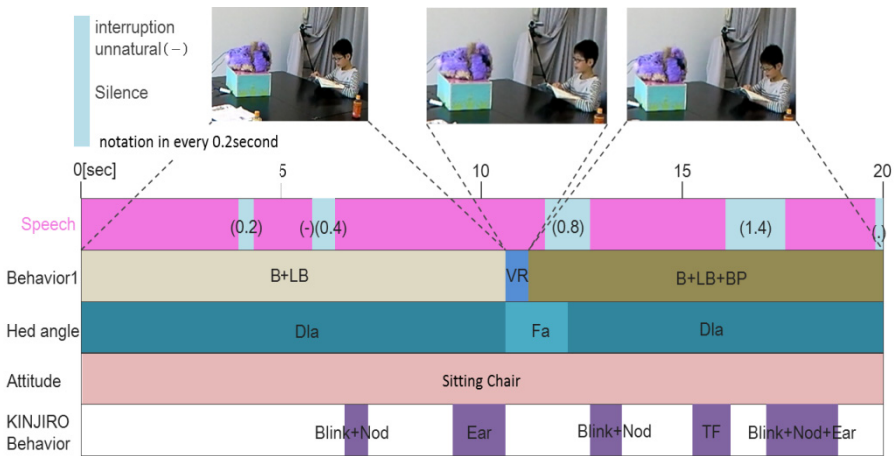 interruption
unnatural(-)
Silence
notation in every 0.2second
0[sec] 5 10 15 20
Speech (0.2) (-)(0.4) (0.8) (1.4) (.)
Behavior1 B+LB VR B+LB+BP
Hed angle Dla Fa Dla
Attitude Sitting Chair
KINJIRO
Behavior Blink+Nod Ear Blink+Nod TF Blink+Nod+Ear